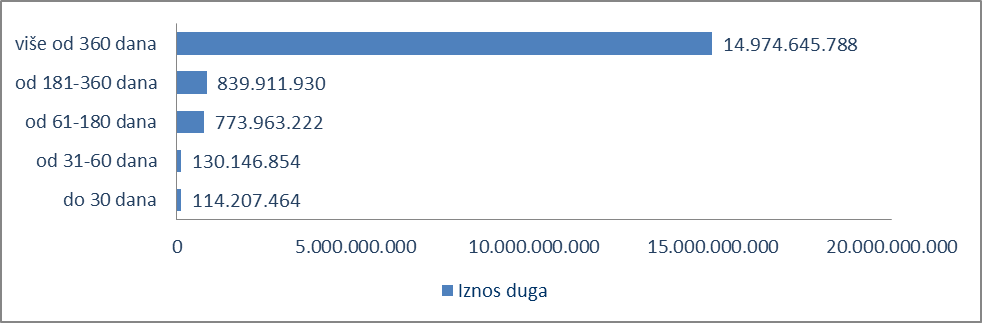 više od 360 dana 14.974.645.788
od 181-360 dana 839.911.930
od 61-180 dana 773.963.222
od 31-60 dana 130.146.854
do 30 dana 114.207.464
0 5.000.000.000 10.000.000.000 15.000.000.000 20.000.000.000
Iznos duga